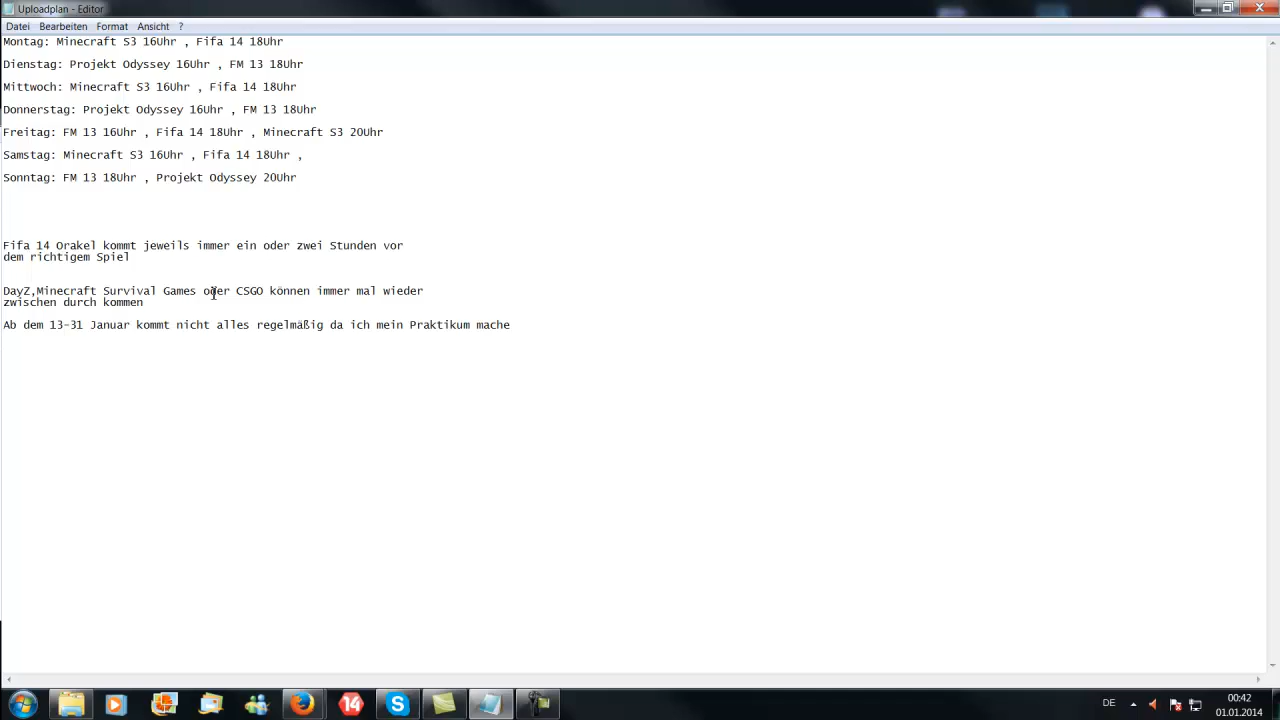 Uploadplan - Editor
Datei Bearbeiten Format Ansicht ?
Montag: Minecraft S3 16Uhr , Fifa 14 18Uhr
Dienstag: Projekt Odyssey 16Uhr , FM 13 18Uhr
Mittwoch: Minecraft S3 16Uhr , Fifa 14 18Uhr
Donnerstag: Projekt Odyssey 16Uhr , FM 13 18Uhr
Freitag: FM 13 16Uhr , Fifa 14 18Uhr , Minecraft S3 20Uhr
Samstag: Minecraft S3 16Uhr , Fifa 14 18Uhr ,
Sonntag: FM 13 18Uhr , Projekt Odyssey 20Uhr
Fifa 14 Orakel kommt jeweils immer ein oder zwei Stunden vor
dem richtigem Spiel
DayZ,Minecraft Survival Games oder CSGO können immer mal wieder
zwischen durch kommen
Ab dem 13-31 Januar kommt nicht alles regelmäßig da ich mein Praktikum mache
14
DE
00:42
01.01.2014